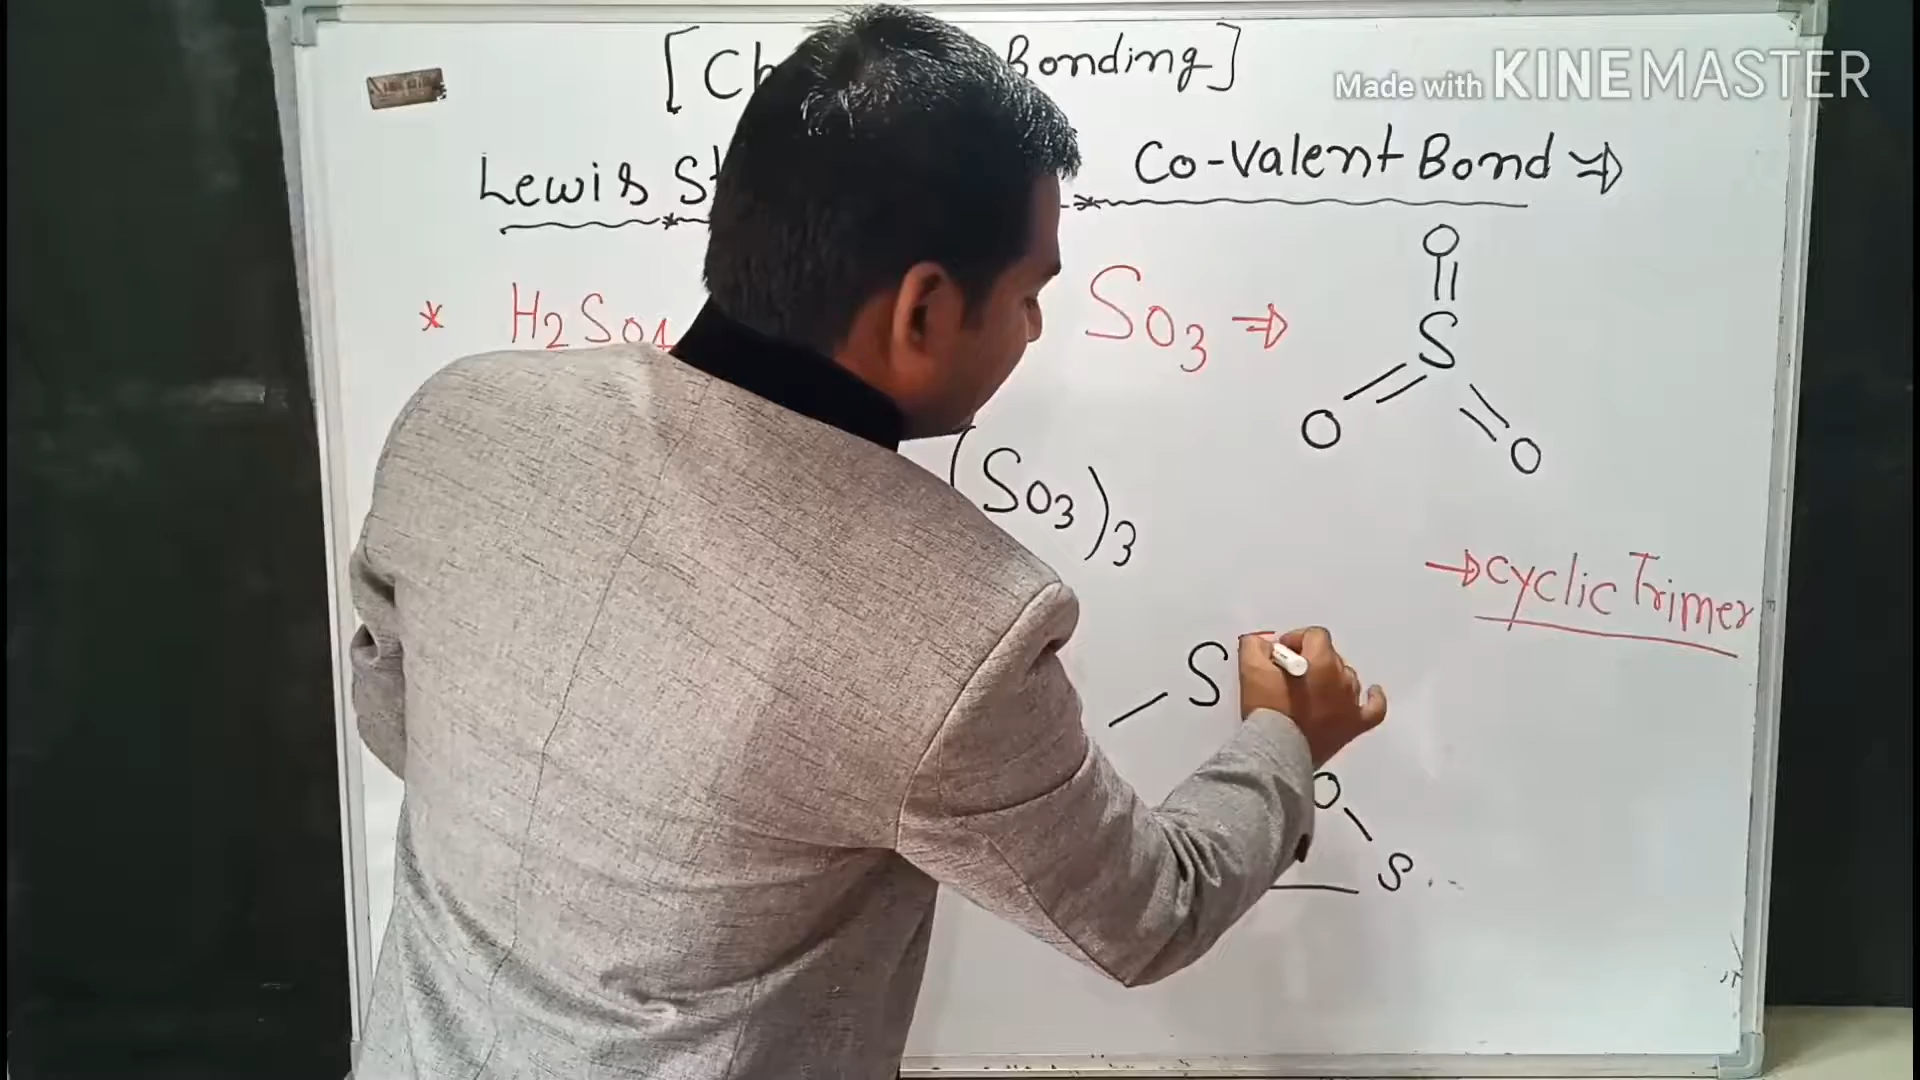 [Ch Bonding]
Made with KINEMASTER
Lewis St Co-Valent Bond ⇒
* H2SO4 SO3 ⇒
O
S
O O
(SO3)3
→ Cyclic Trimer
S
O
S